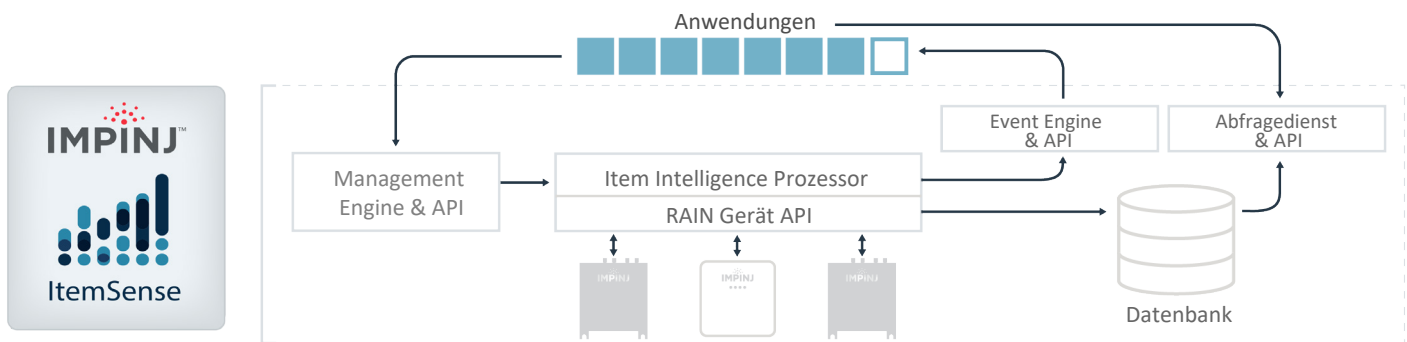 Anwendungen
IMPINJ™
ItemSense
Management
Engine & API
Item Intelligence Prozessor
RAIN Gerät API
Event Engine
& API
Abfragedienst
& API
IMPINJ
IMPINJ
IMPINJ
Datenbank